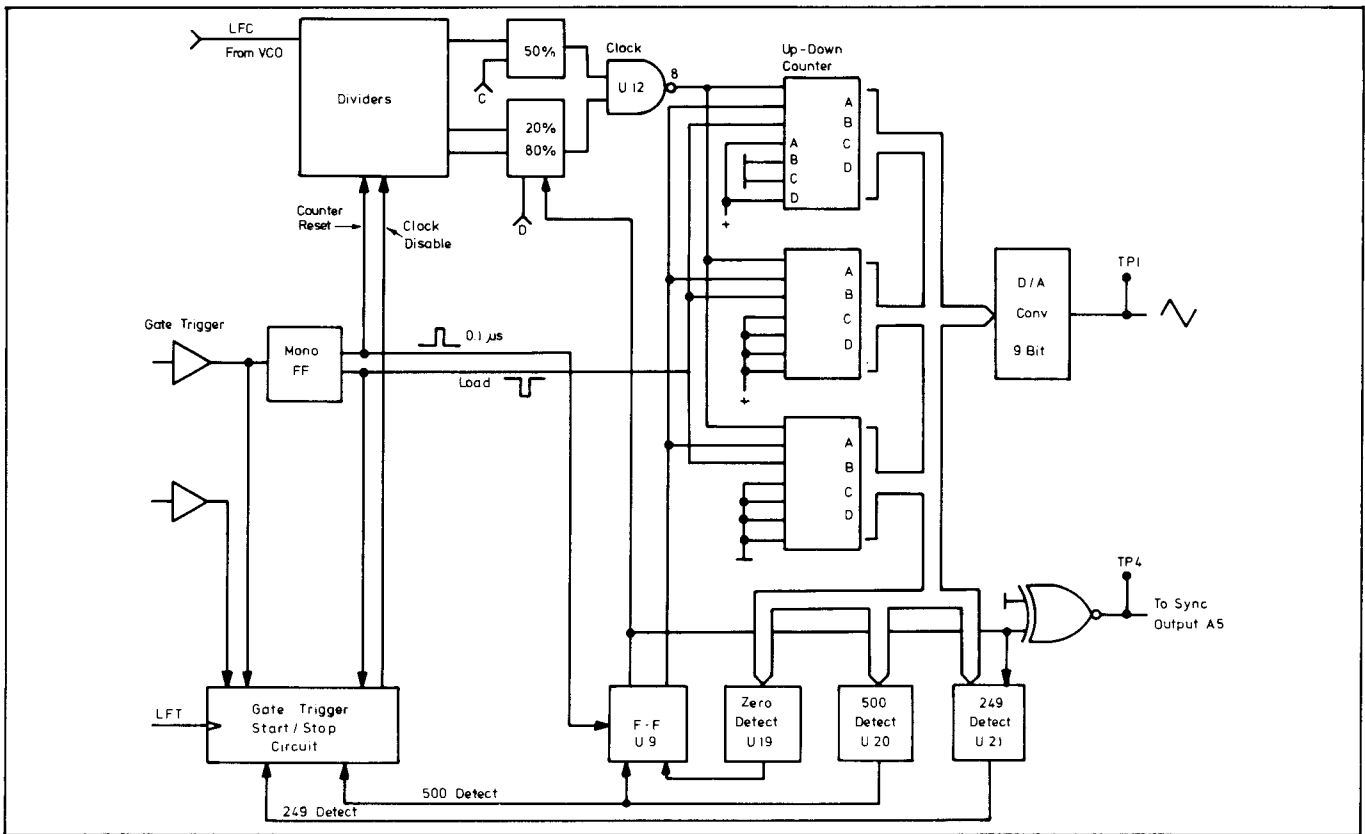 LFC
From VCO
Dividers
50%
C
20%
80%
D
Clock
U 12
8
Up-Down
Counter
A
B
C
D
A
B
C
D
+
Counter
Reset
Clock
Disable
A
B
C
D
+
D/A
Conv
9 Bit
TP1
Gate Trigger
Mono
FF
0.1 μs
Load
A
B
C
D
TP4
To Sync
Output A5
LFT
Gate Trigger
Start/Stop
Circuit
F-F
U 9
Zero
Detect
U 19
500
Detect
U 20
249
Detect
U 21
500 Detect
249 Detect